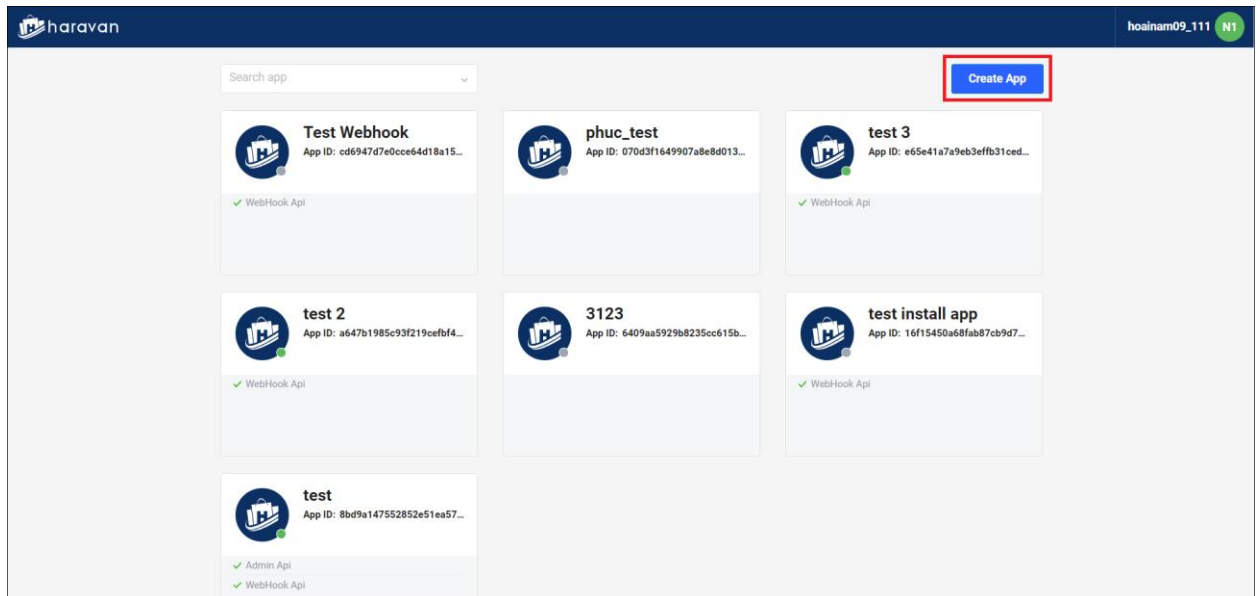 haravan
hoainam09_111 N1
Search app
Create App
Test Webhook
App ID: cd6947d7e0cce64d18a15...
WebHook Api
phuc_test
App ID: 070d3f1649907a8e8d013...
test 3
App ID: e65e41a7a9eb3effb31ced...
WebHook Api
test 2
App ID: a647b1985c93f219cefbf4...
WebHook Api
3123
App ID: 6409aa5929b8235cc615b...
test install app
App ID: 16f15450a68fab87cb9d7...
WebHook Api
test
App ID: 8bd9a147552852e51ea57...
Admin Api
WebHook Api